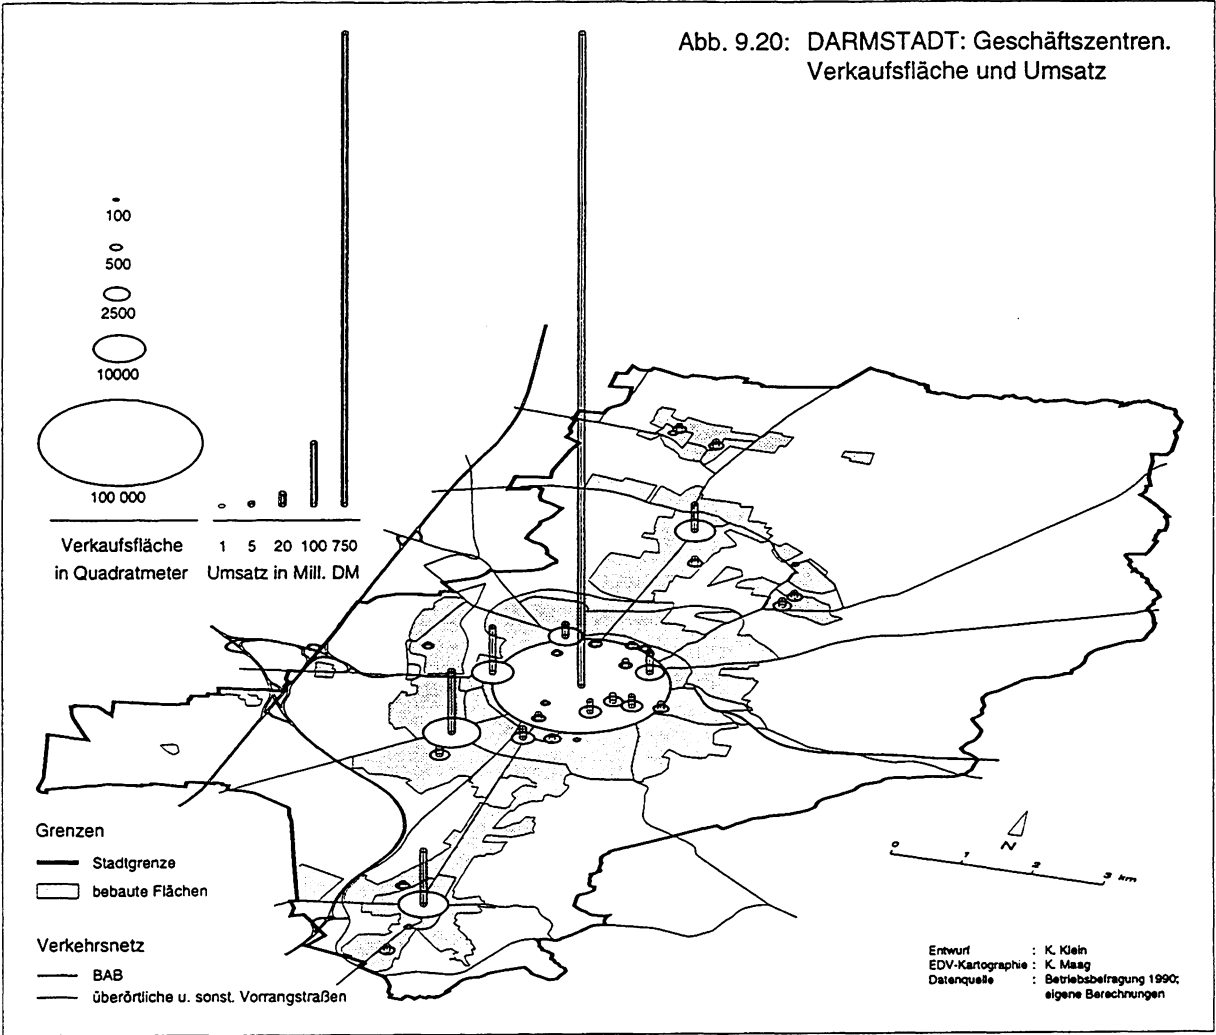 Abb. 9.20: DARMSTADT: Geschäftszentren.
Verkaufsfläche und Umsatz
100
500
2500
10000
100 000
Verkaufsfläche
in Quadratmeter
1 5 20 100 750
Umsatz in Mill. DM
Grenzen
Stadtgrenze
bebaute Flächen
Verkehrsnetz
BAB
überörtliche u. sonst. Vorrangstraßen
N
0 1 2 3 km
Entwurf : K. Klein
EDV-Kartographie : K. Maag
Datenquelle : Betriebsbefragung 1990;
eigene Berechnungen